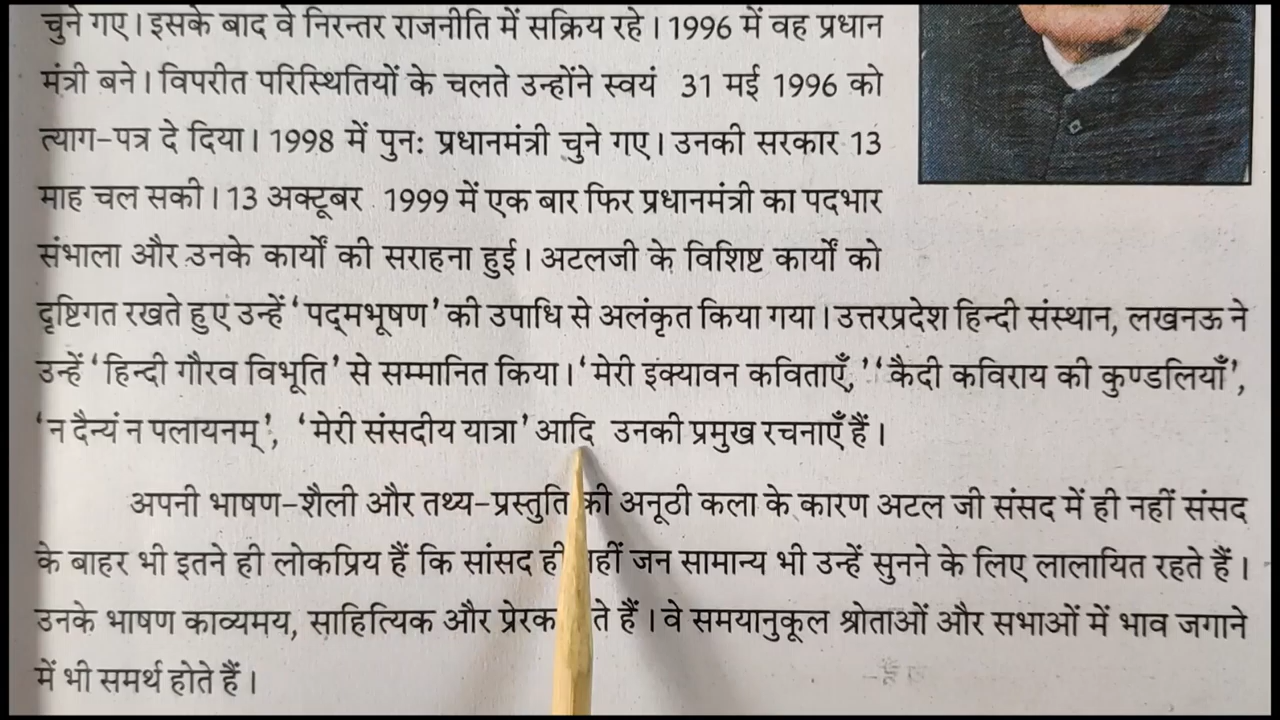 चुने गए। इसके बाद वे निरन्तर राजनीति में सक्रिय रहे। 1996 में वह प्रधान
मंत्री बने। विपरीत परिस्थितियों के चलते उन्होंने स्वयं 31 मई 1996 को
त्याग-पत्र दे दिया। 1998 में पुनः प्रधानमंत्री चुने गए। उनकी सरकार 13
माह चल सकी। 13 अक्टूबर 1999 में एक बार फिर प्रधानमंत्री का पदभार
संभाला और उनके कार्यों की सराहना हुई। अटलजी के विशिष्ट कार्यों को
दृष्टिगत रखते हुए उन्हें 'पद्मभूषण' की उपाधि से अलंकृत किया गया। उत्तरप्रदेश हिन्दी संस्थान, लखनऊ ने
उन्हें 'हिन्दी गौरव विभूति' से सम्मानित किया। 'मेरी इंक्यावन कविताएँ,' 'कैदी कविराय की कुण्डलियाँ',
'न दैन्यं न पलायनम्', 'मेरी संसदीय यात्रा' आदि उनकी प्रमुख रचनाएँ हैं।
अपनी भाषण-शैली और तथ्य-प्रस्तुति की अनूठी कला के कारण अटल जी संसद में ही नहीं संसद
के बाहर भी इतने ही लोकप्रिय हैं कि सांसद ही जन सामान्य भी उन्हें सुनने के लिए लालायित रहते हैं।
उनके भाषण काव्यमय, साहित्यिक और प्रेरक हैं। वे समयानुकूल श्रोताओं और सभाओं में भाव जगाने
में भी समर्थ होते हैं।